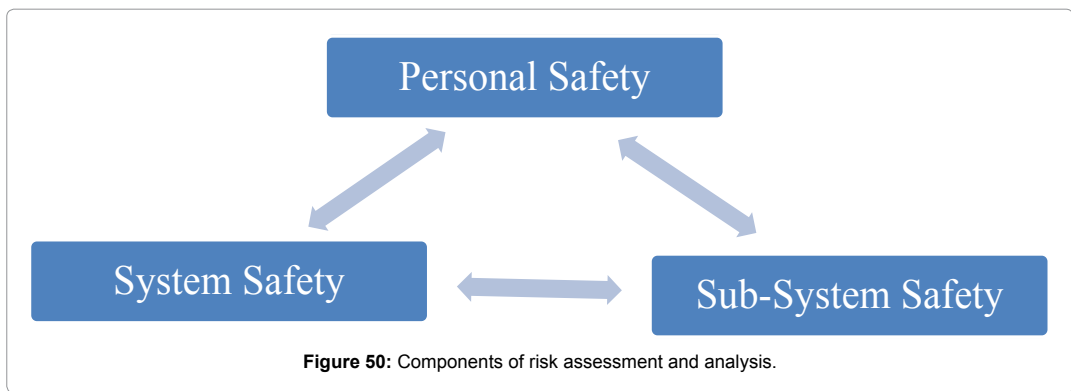 Personal Safety
System Safety
Sub-System Safety
Figure 50: Components of risk assessment and analysis.